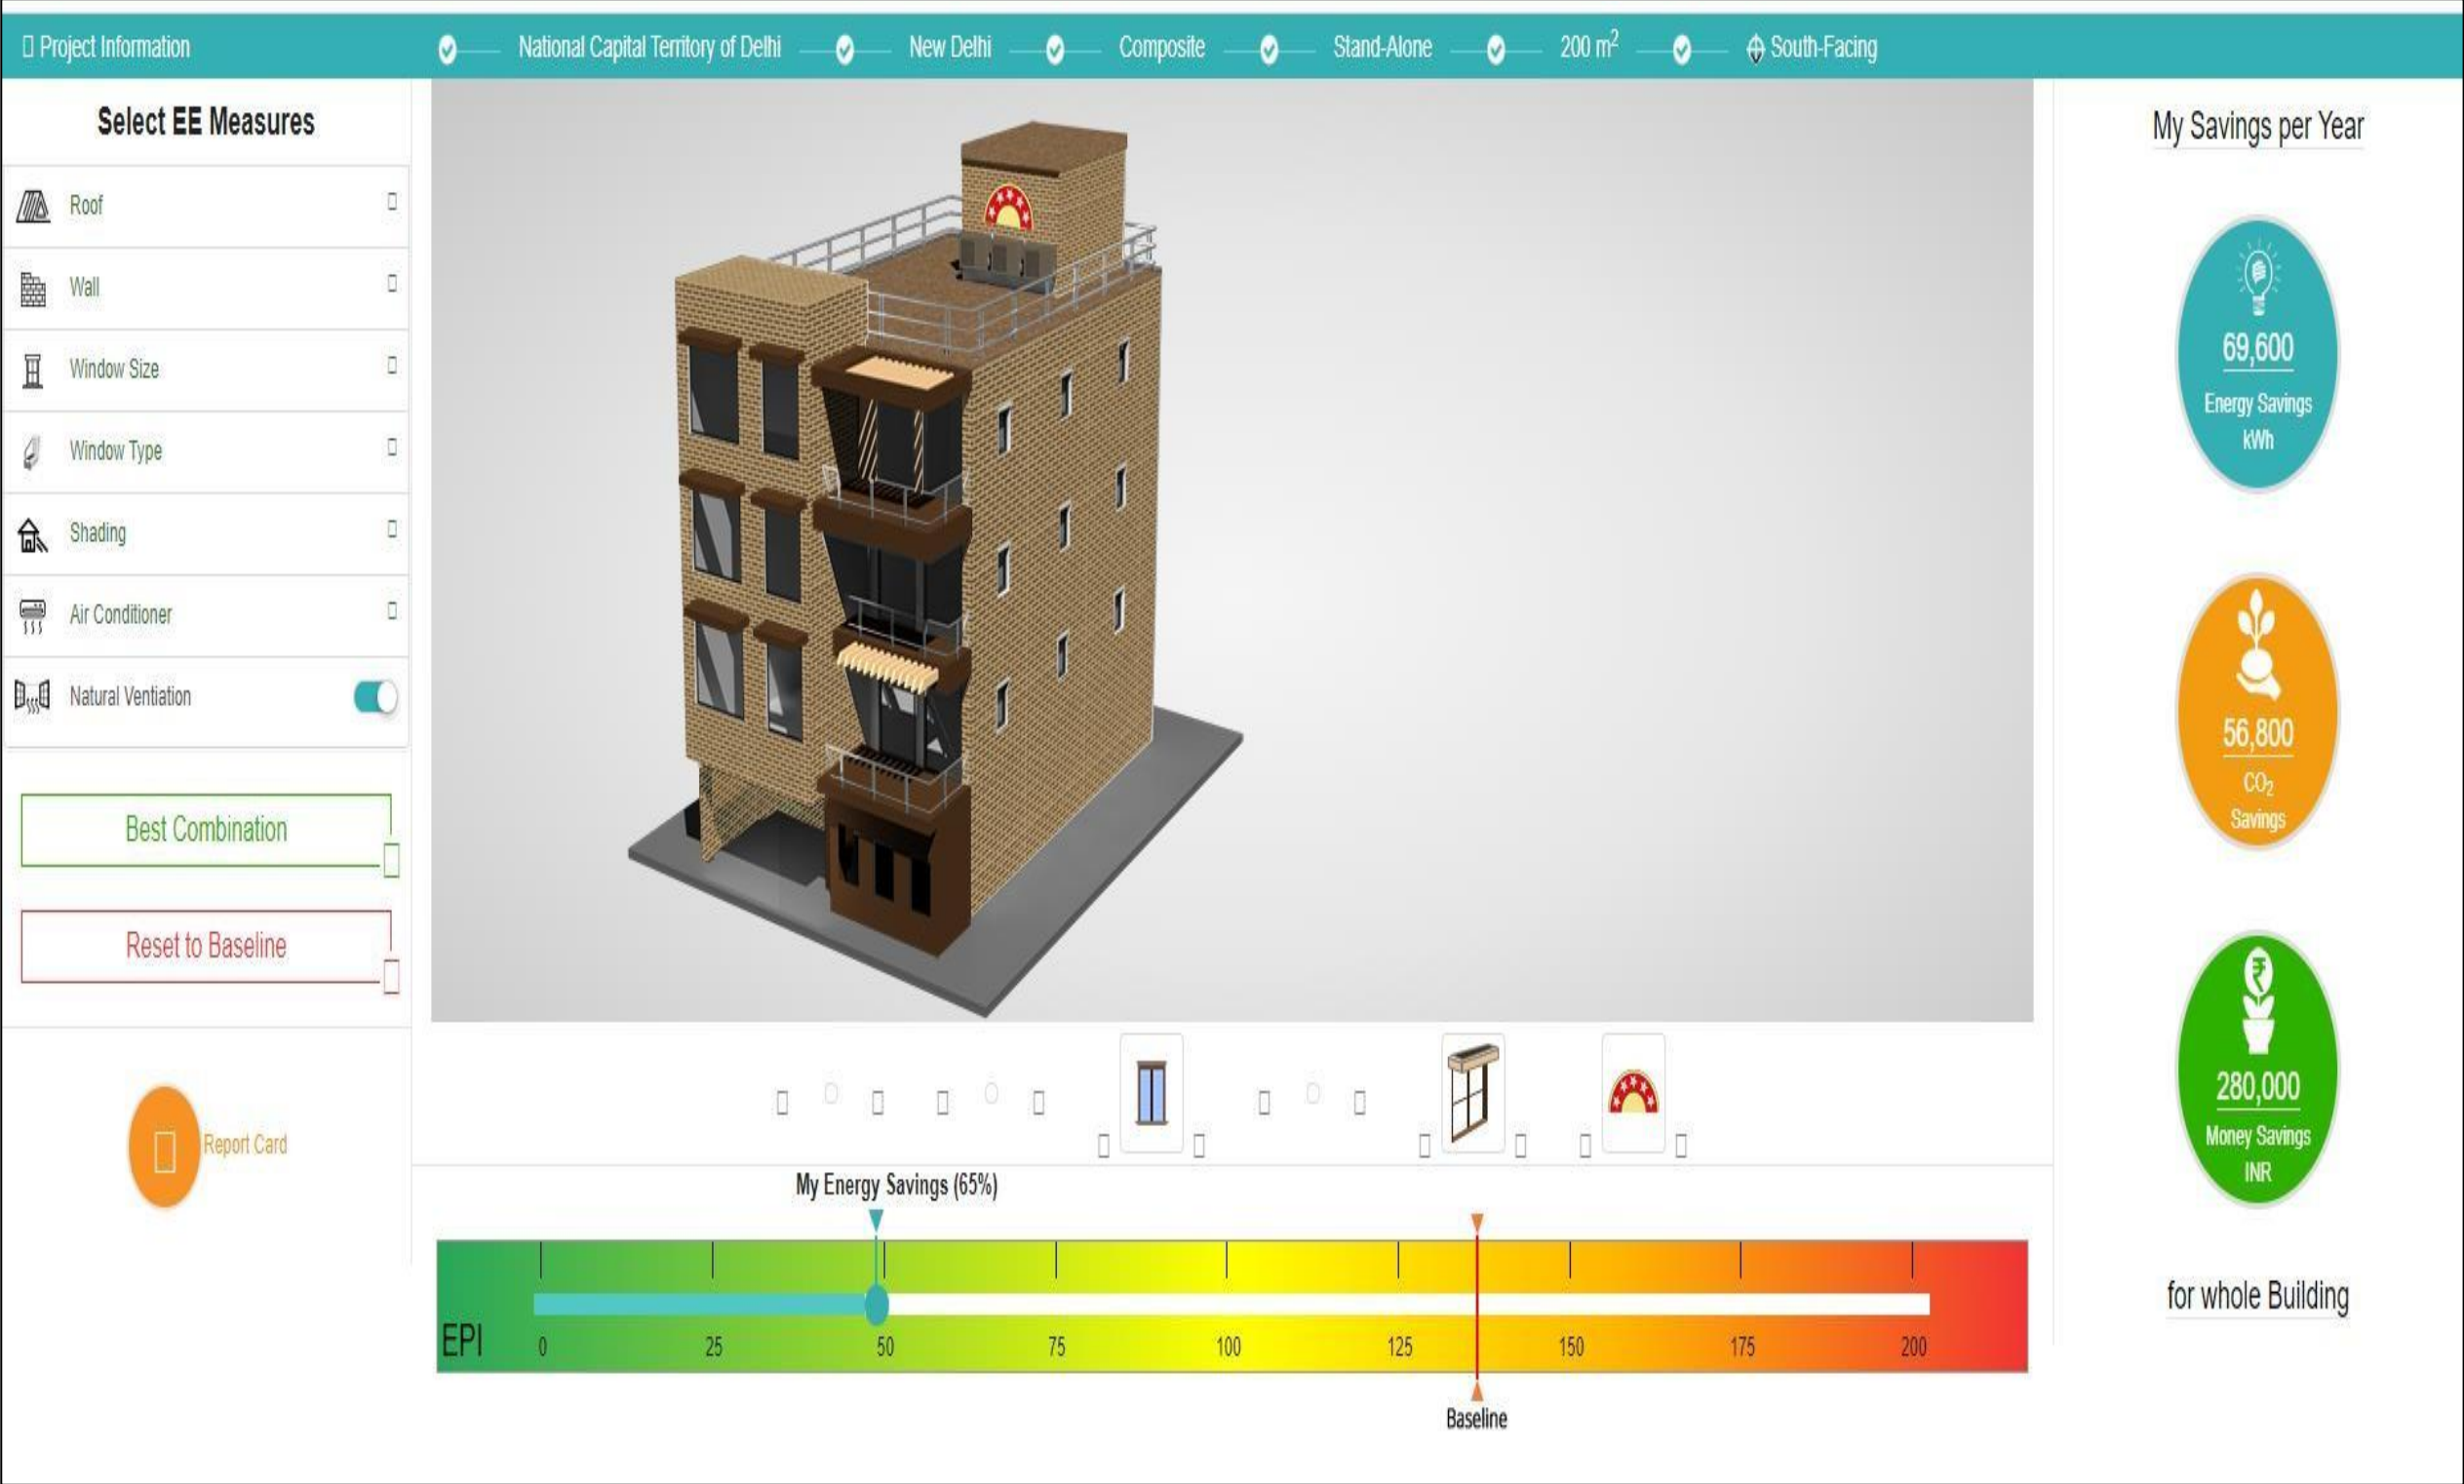 Project Information
National Capital Territory of Delhi
New Delhi
Composite
Stand-Alone
200 m²
South-Facing
Select EE Measures
Roof
Wall
Window Size
Window Type
Shading
Air Conditioner
Natural Ventiation
Best Combination
Reset to Baseline
Report Card
My Energy Savings (65%)
EPI
0 25 50 75 100 125 150 175 200
Baseline
My Savings per Year
69,600
Energy Savings
kWh
56,800
CO₂
Savings
₹
280,000
Money Savings
INR
for whole Building